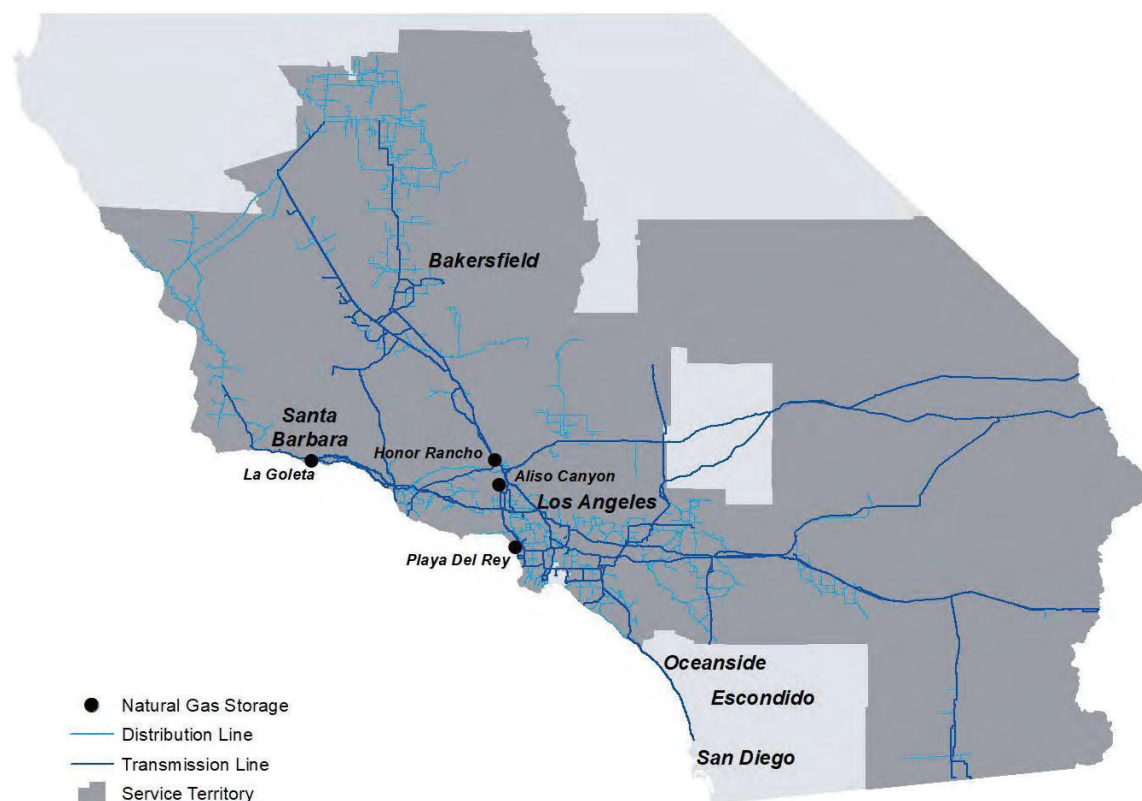 Bakersfield
Santa
Barbara
Honor Rancho
La Goleta
Aliso Canyon
Los Angeles
Playa Del Rey
Oceanside
Escondido
San Diego
Natural Gas Storage
Distribution Line
Transmission Line
Service Territory